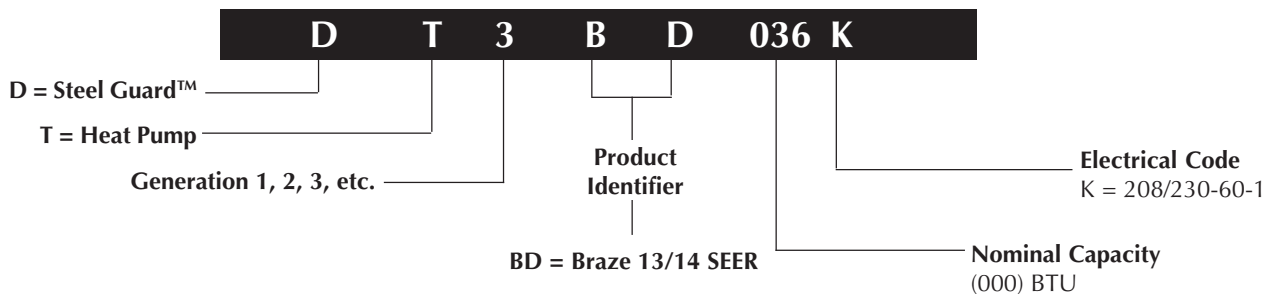 D T 3 B D 036 K
D = Steel Guard™
T = Heat Pump
Generation 1, 2, 3, etc.
Product
Identifier
BD = Braze 13/14 SEER
Electrical Code
K = 208/230-60-1
Nominal Capacity
(000) BTU